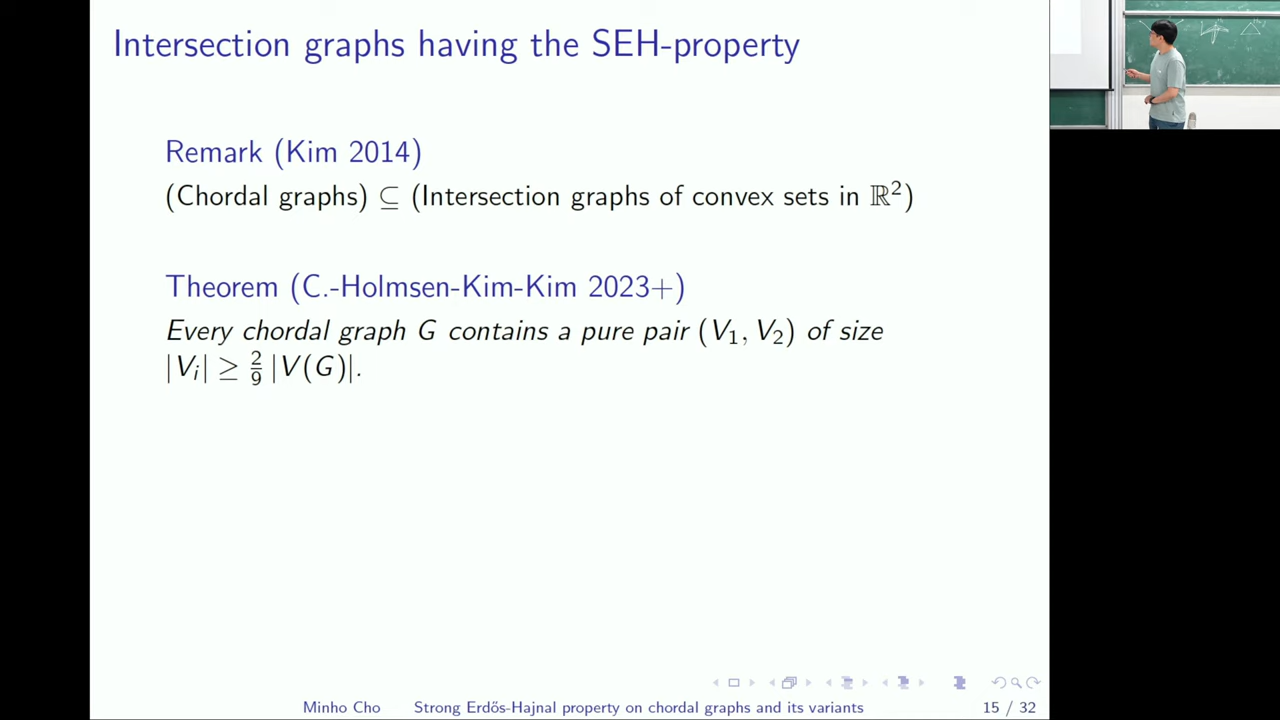 Intersection graphs having the SEH-property
Remark (Kim 2014)
(Chordal graphs) ⊆ (Intersection graphs of convex sets in ℝ²)
Theorem (C.-Holmsen-Kim-Kim 2023+)
Every chordal graph G contains a pure pair (V₁, V₂) of size
|Vᵢ| ≥ 2/9 |V(G)|.
Minho Cho Strong Erdős-Hajnal property on chordal graphs and its variants 15 / 32